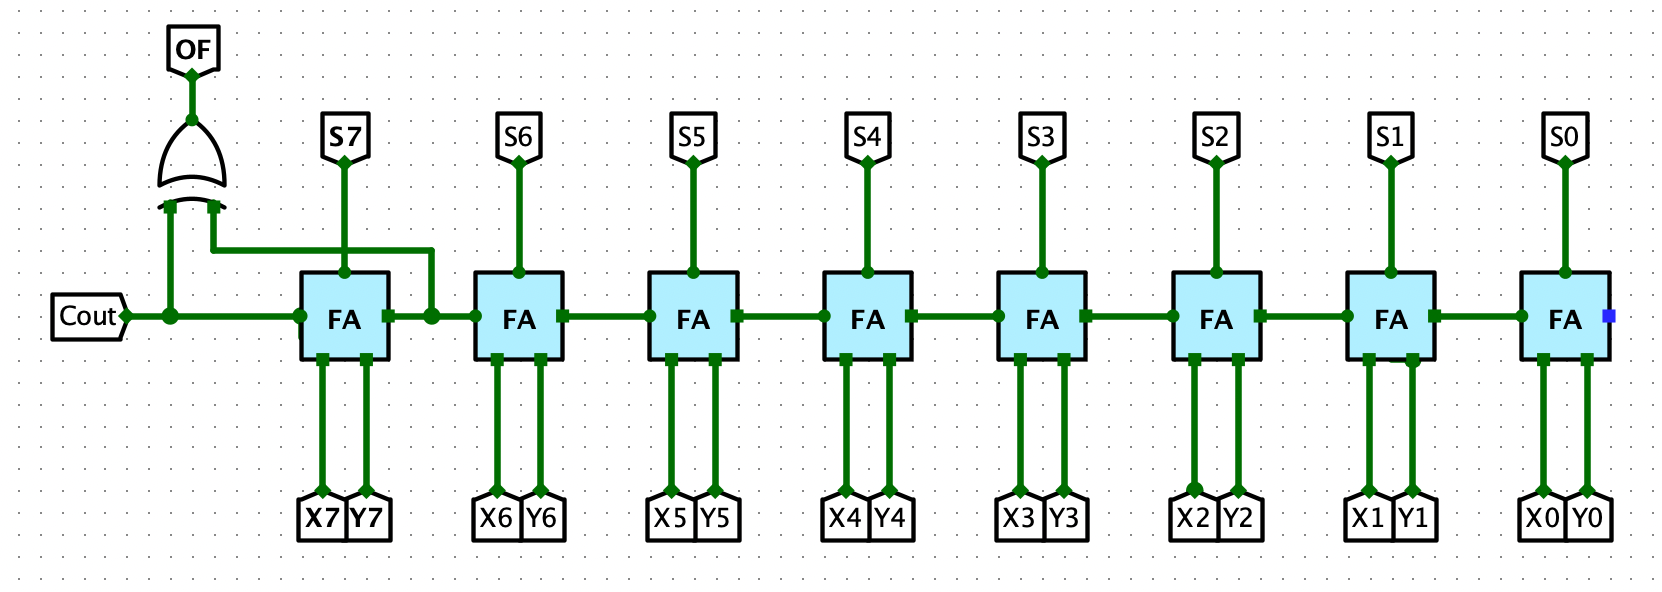 OF
S7 S6 S5 S4 S3 S2 S1 S0
Cout FA FA FA FA FA FA FA FA
X7 Y7 X6 Y6 X5 Y5 X4 Y4 X3 Y3 X2 Y2 X1 Y1 X0 Y0